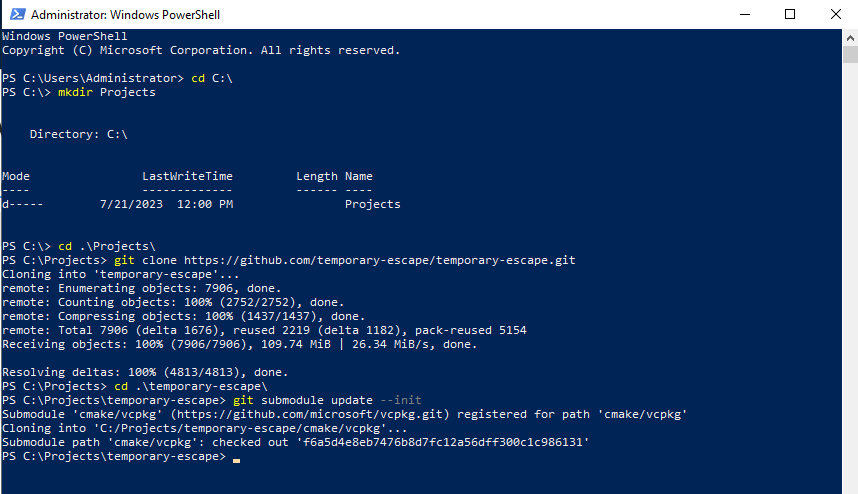 Administrator: Windows PowerShell
Windows PowerShell
Copyright (C) Microsoft Corporation. All rights reserved.
PS C:\Users\Administrator> cd C:\
PS C:\> mkdir Projects
Directory: C:\
Mode LastWriteTime Length Name
---- ------------- ------ ----
d----- 7/21/2023 12:00 PM Projects
PS C:\> cd .\Projects\
PS C:\Projects> git clone https://github.com/temporary-escape/temporary-escape.git
Cloning into 'temporary-escape'...
remote: Enumerating objects: 7906, done.
remote: Counting objects: 100% (2752/2752), done.
remote: Compressing objects: 100% (1437/1437), done.
remote: Total 7906 (delta 1676), reused 2219 (delta 1182), pack-reused 5154
Receiving objects: 100% (7906/7906), 109.74 MiB | 26.34 MiB/s, done.
Resolving deltas: 100% (4813/4813), done.
PS C:\Projects> cd .\temporary-escape\
PS C:\Projects\temporary-escape> git submodule update --init
Submodule 'cmake/vcpkg' (https://github.com/microsoft/vcpkg.git) registered for path 'cmake/vcpkg'
Cloning into 'C:/Projects/temporary-escape/cmake/vcpkg'...
Submodule path 'cmake/vcpkg': checked out 'f6a5d4e8eb7476b8d7fc12a56dff300c1c986131'
PS C:\Projects\temporary-escape>